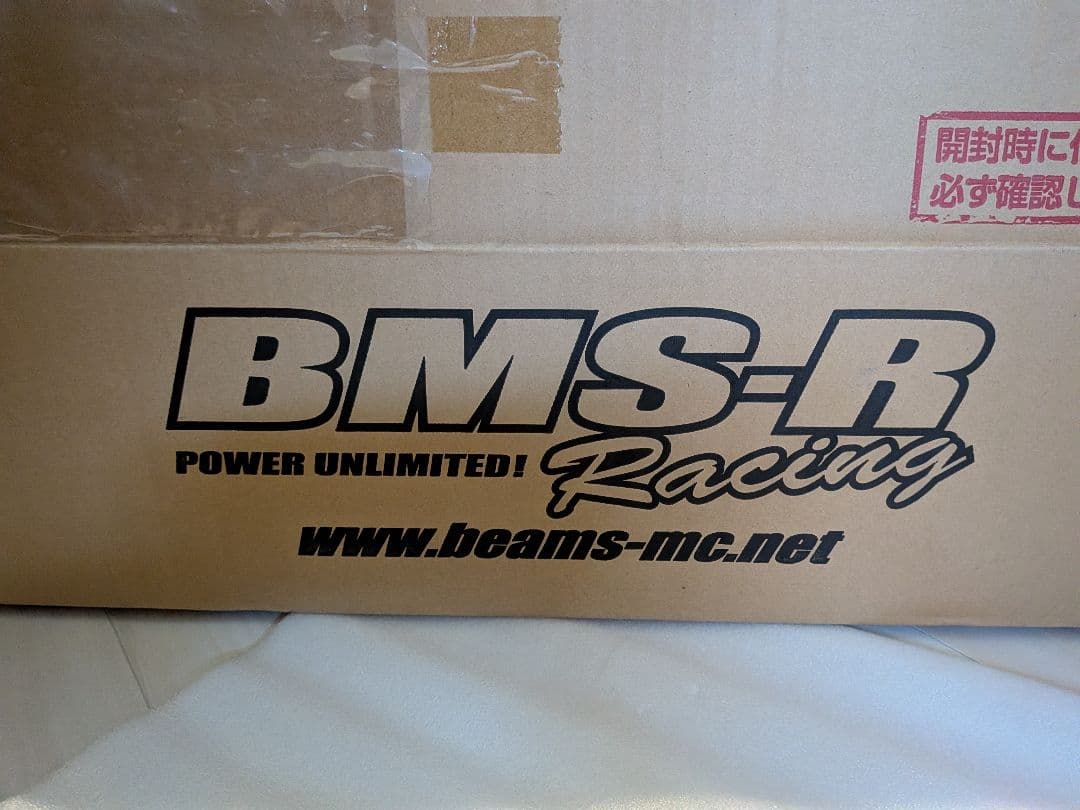 開封時に
必ず確認し
BMS-R
Racing
POWER UNLIMITED!
www.beams-mc.net